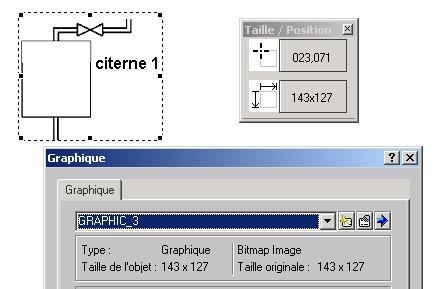 citerne 1
Taille / Position
023,071
143x127
Graphique
Graphique
GRAPHIC_3
Type : Graphique Bitmap Image
Taille de l'objet : 143 x 127 Taille originale : 143 x 127